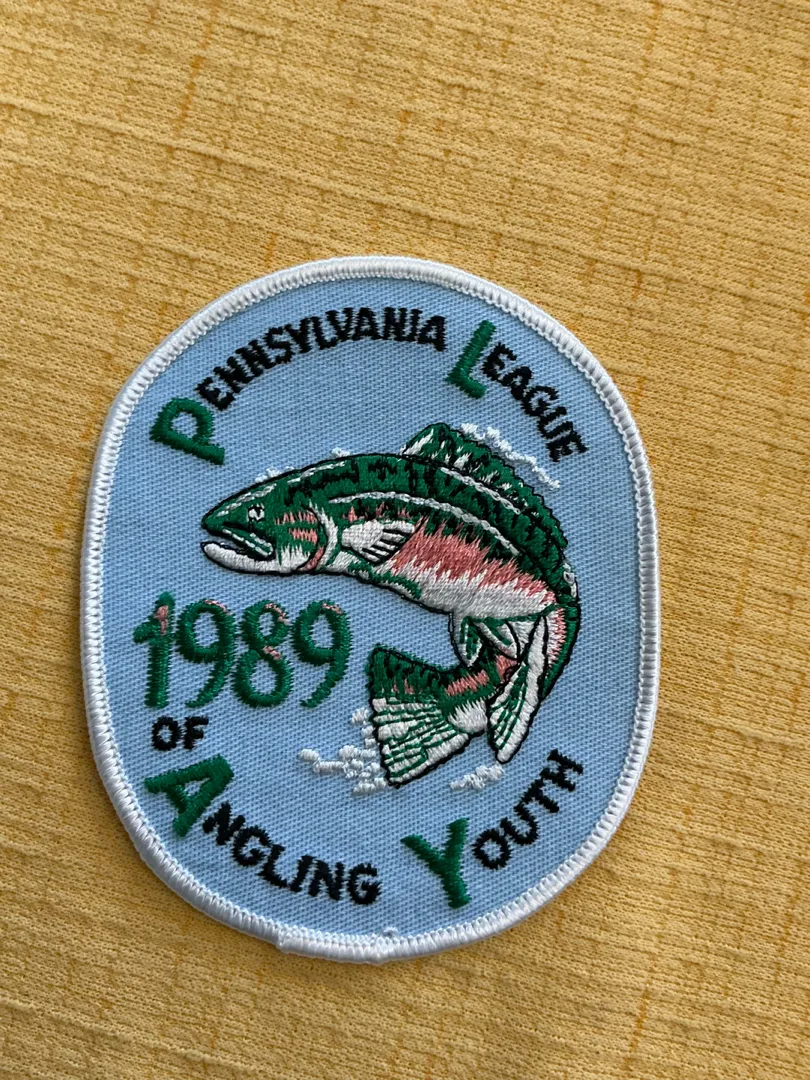 PENNSYLVANIA LEAGUE
1989
OF
ANGLING YOUTH